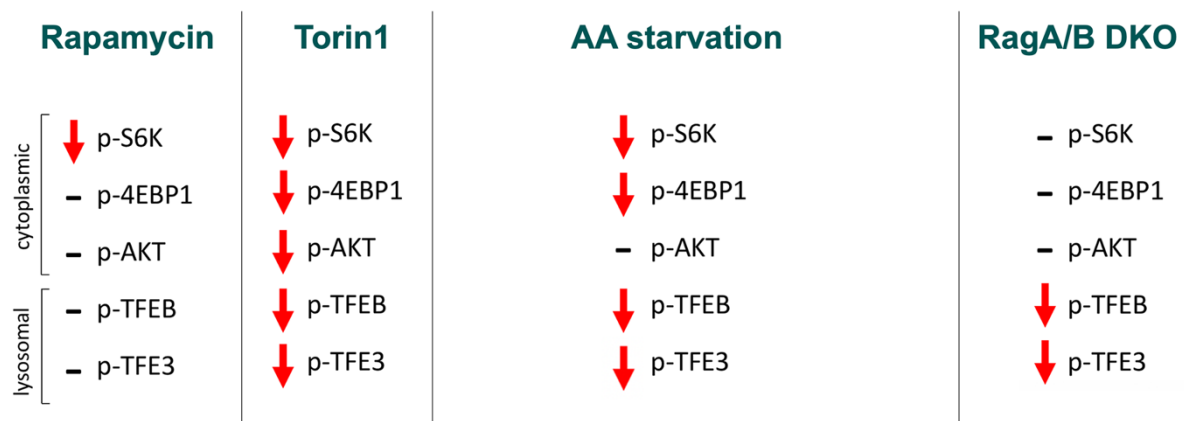 Rapamycin Torin1 AA starvation RagA/B DKO
cytoplasmic
p-S6K p-S6K p-S6K p-S6K
p-4EBP1 p-4EBP1 p-4EBP1 p-4EBP1
p-AKT p-AKT p-AKT p-AKT
lysosomal
p-TFEB p-TFEB p-TFEB p-TFEB
p-TFE3 p-TFE3 p-TFE3 p-TFE3